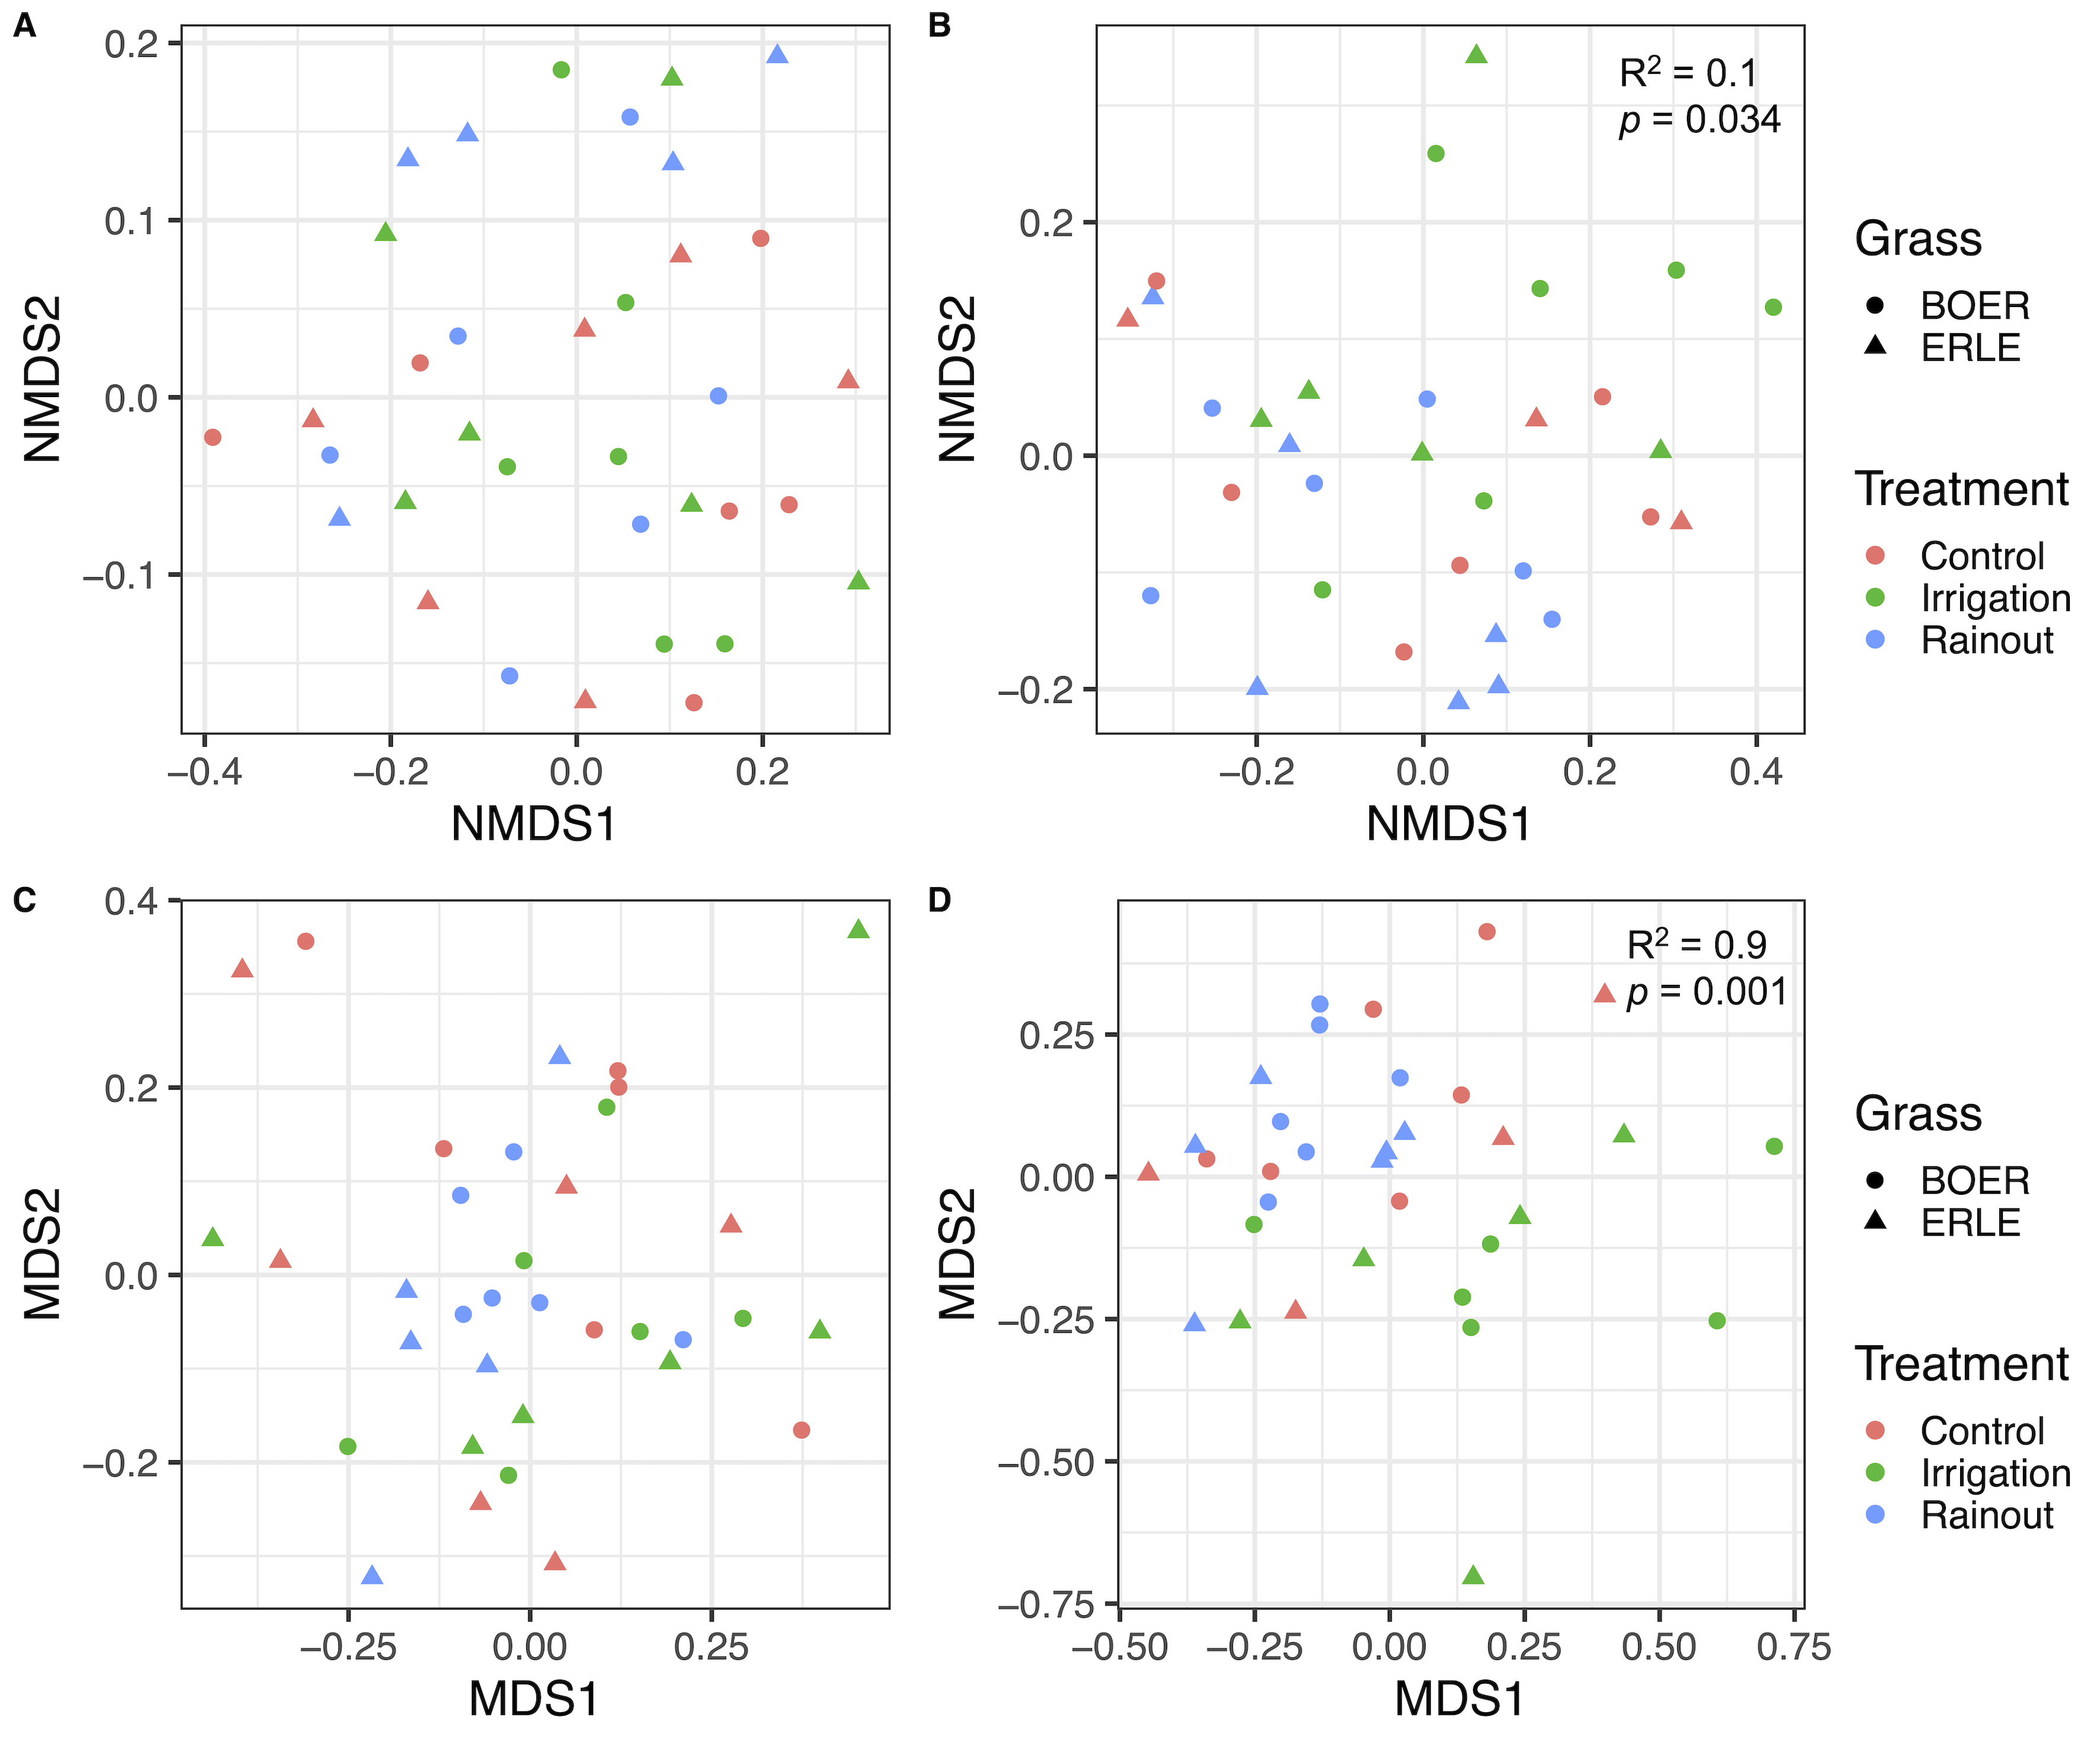 A
0.2
0.1
0.0
−0.1
NMDS2
−0.4 −0.2 0.0 0.2
NMDS1
B
R² = 0.1
p = 0.034
0.2
0.0
−0.2
NMDS2
−0.2 0.0 0.2 0.4
NMDS1
Grass
BOER
ERLE
Treatment
Control
Irrigation
Rainout
C
0.4
0.2
0.0
−0.2
MDS2
−0.25 0.00 0.25
MDS1
D
R² = 0.9
p = 0.001
0.25
0.00
−0.25
−0.50
−0.75
MDS2
−0.50 −0.25 0.00 0.25 0.50 0.75
MDS1
Grass
BOER
ERLE
Treatment
Control
Irrigation
Rainout